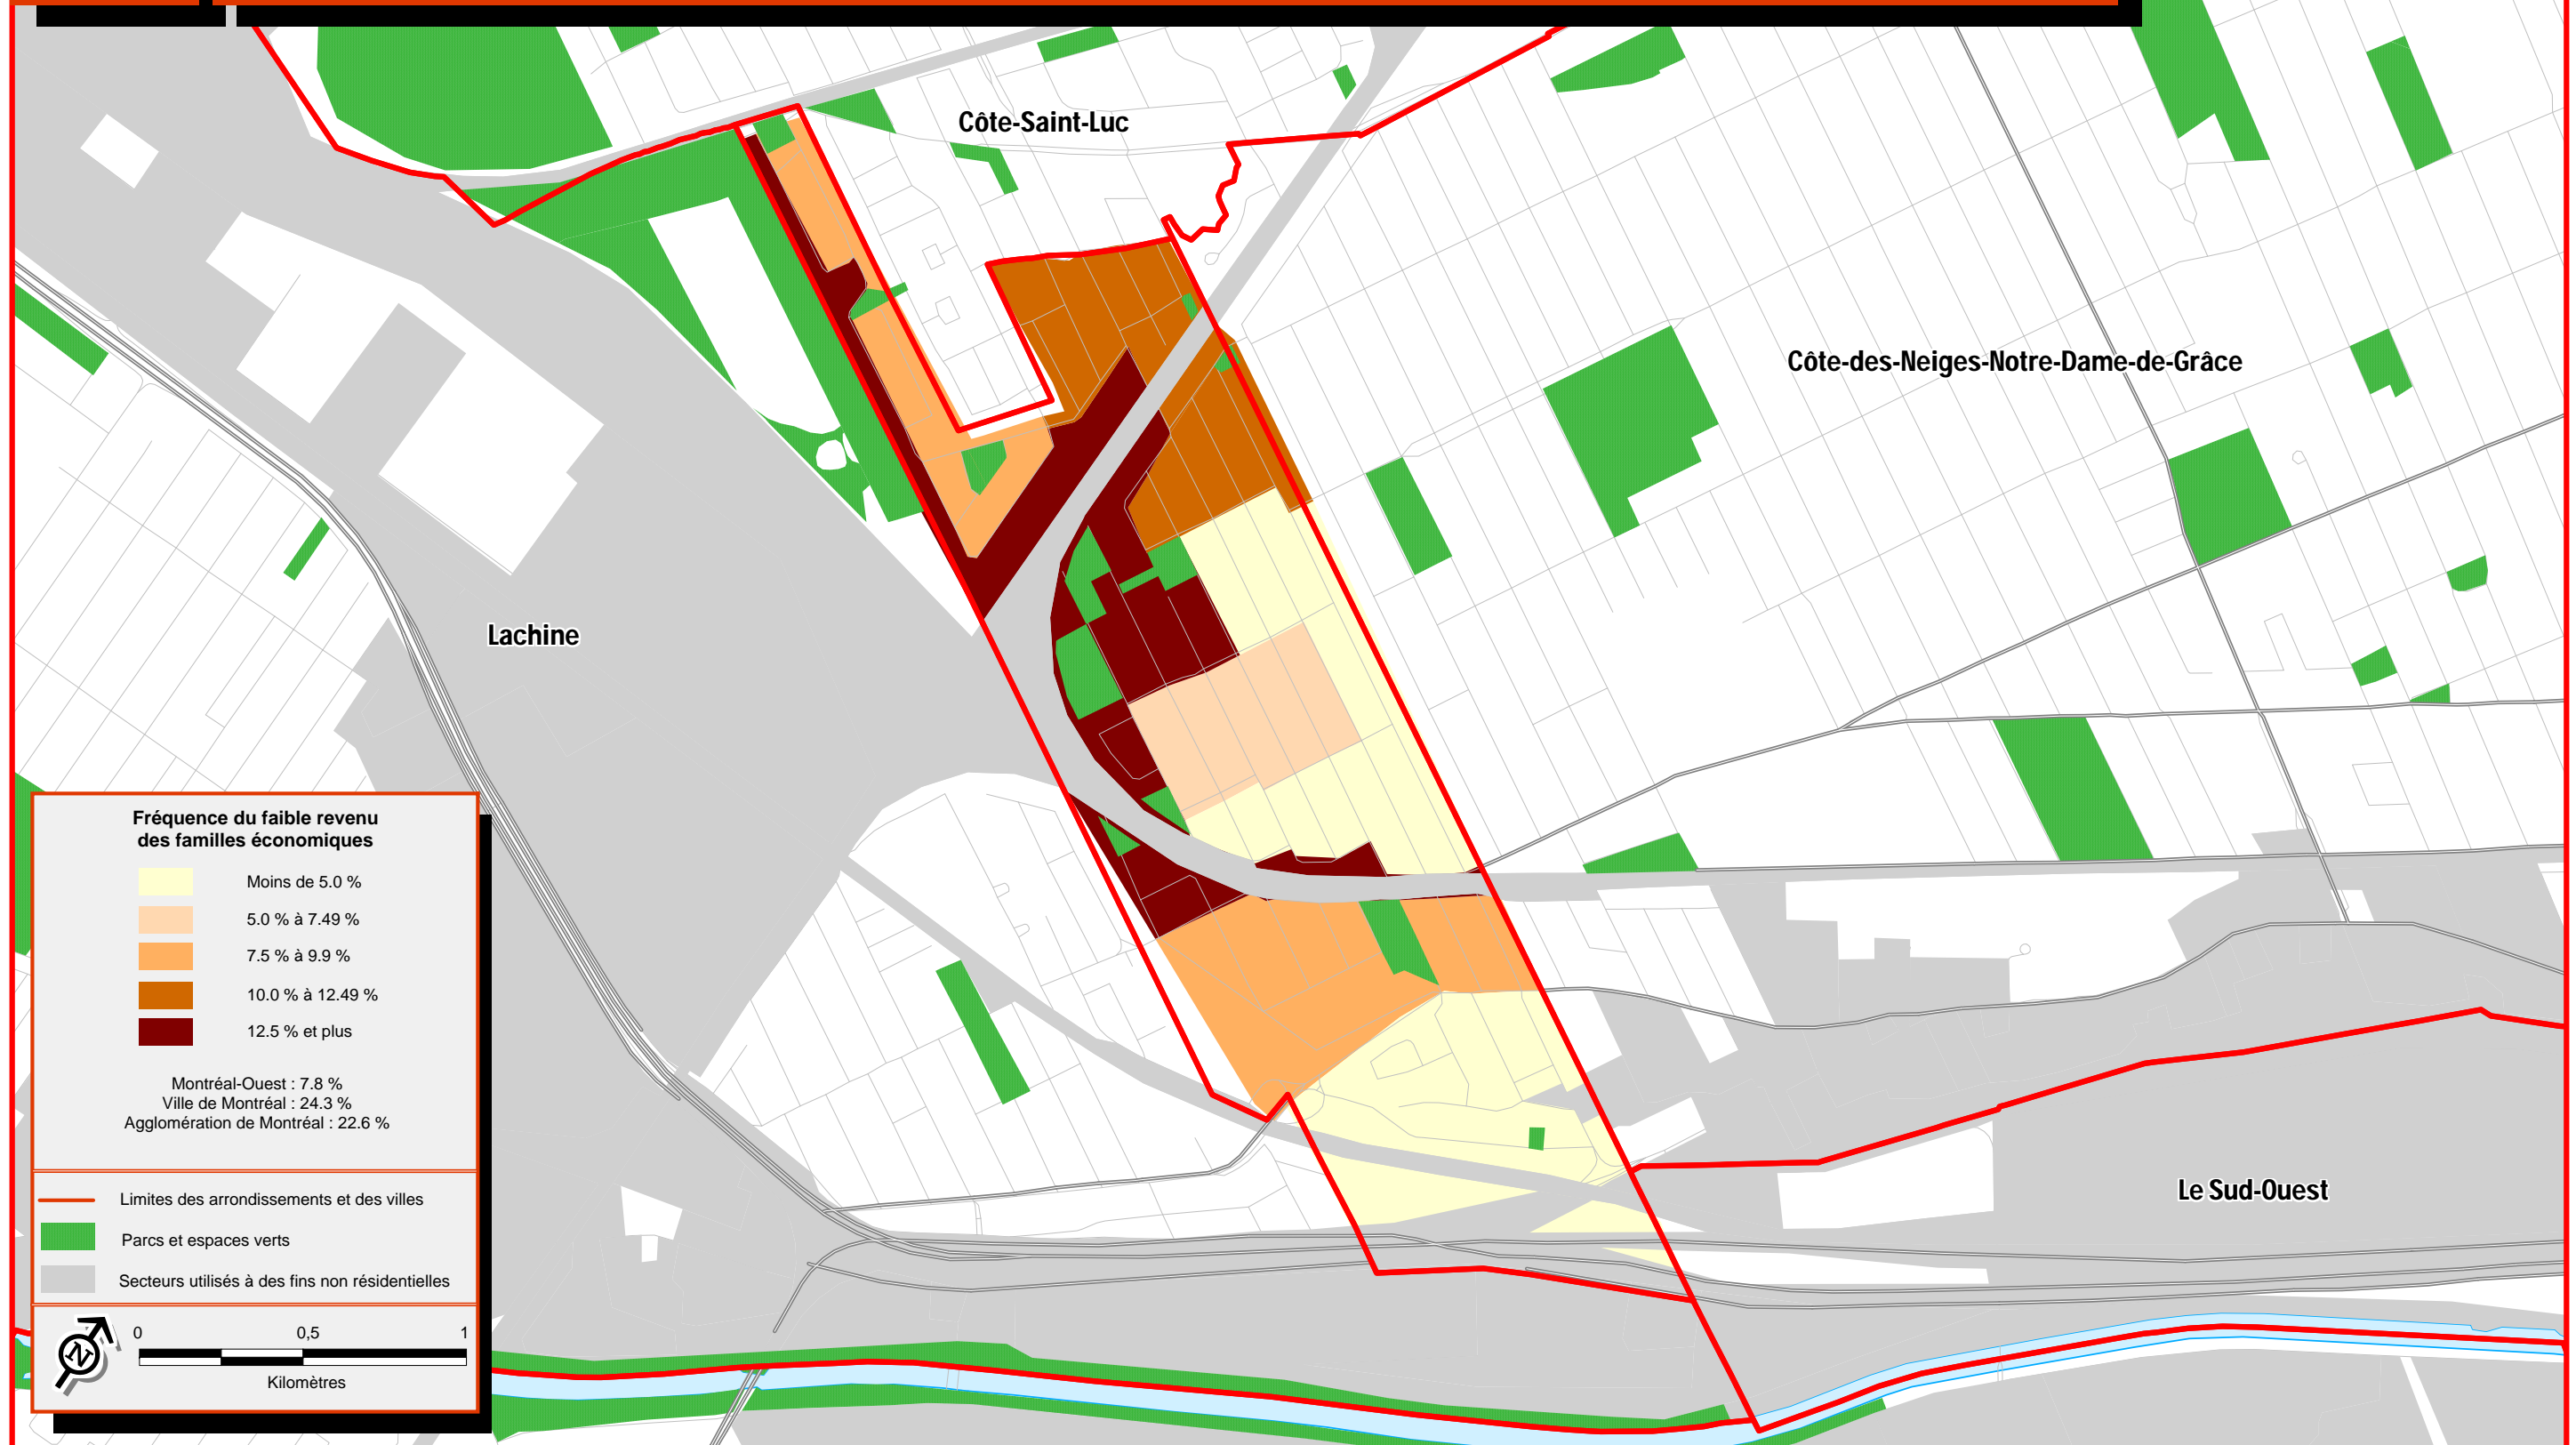 Côte-Saint-Luc
Côte-des-Neiges-Notre-Dame-de-Grâce
Lachine
Le Sud-Ouest
Fréquence du faible revenu
des familles économiques
Moins de 5.0 %
5.0 % à 7.49 %
7.5 % à 9.9 %
10.0 % à 12.49 %
12.5 % et plus
Montréal-Ouest : 7.8 %
Ville de Montréal : 24.3 %
Agglomération de Montréal : 22.6 %
Limites des arrondissements et des villes
Parcs et espaces verts
Secteurs utilisés à des fins non résidentielles
N
0 0,5 1
Kilomètres